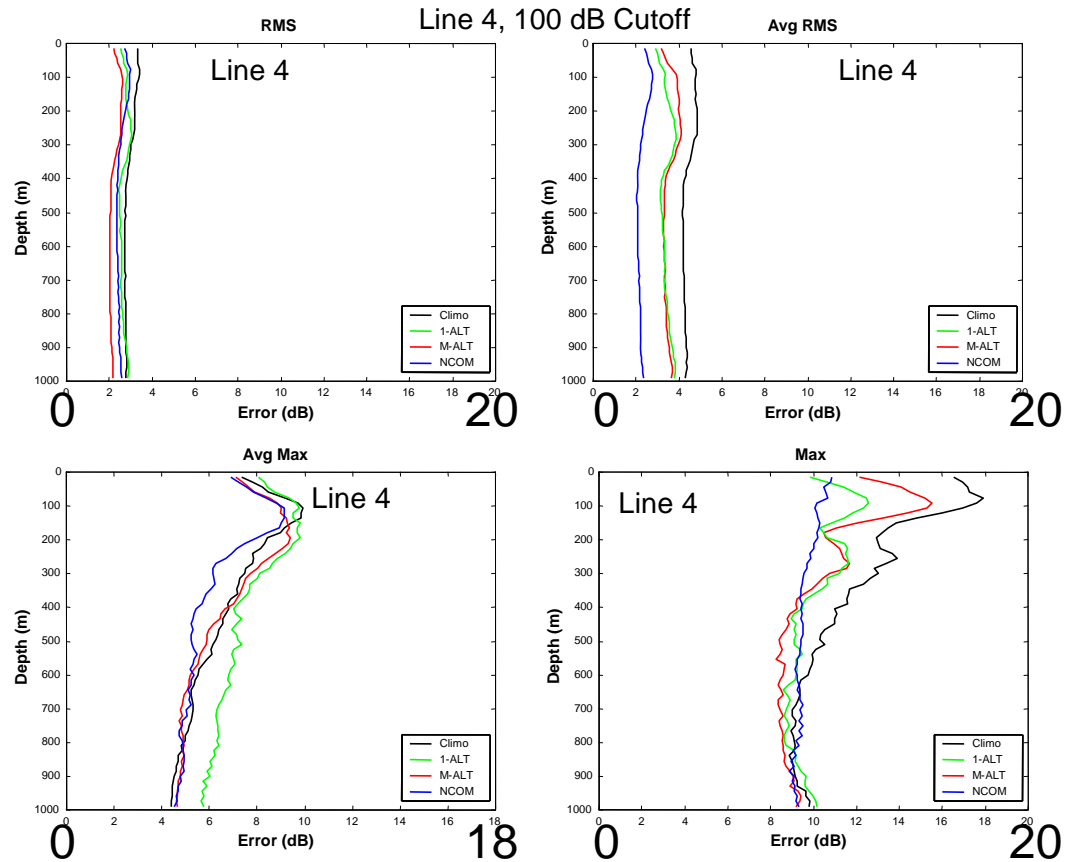 Line 4, 100 dB Cutoff
RMS
Line 4
Depth (m)
0
100
200
300
400
500
600
700
800
900
1000
0 2 4 6 8 10 12 14 16 18 20
Error (dB)
0 20
Climo
1-ALT
M-ALT
NCOM
Avg RMS
Line 4
Depth (m)
0
100
200
300
400
500
600
700
800
900
1000
0 2 4 6 8 10 12 14 16 18 20
Error (dB)
0 20
Climo
1-ALT
M-ALT
NCOM
Avg Max
Line 4
Depth (m)
0
100
200
300
400
500
600
700
800
900
1000
0 2 4 6 8 10 12 14 16 18
Error (dB)
0 18
Climo
1-ALT
M-ALT
NCOM
Max
Line 4
Depth (m)
0
100
200
300
400
500
600
700
800
900
1000
0 2 4 6 8 10 12 14 16 18 20
Error (dB)
0 20
Climo
1-ALT
M-ALT
NCOM